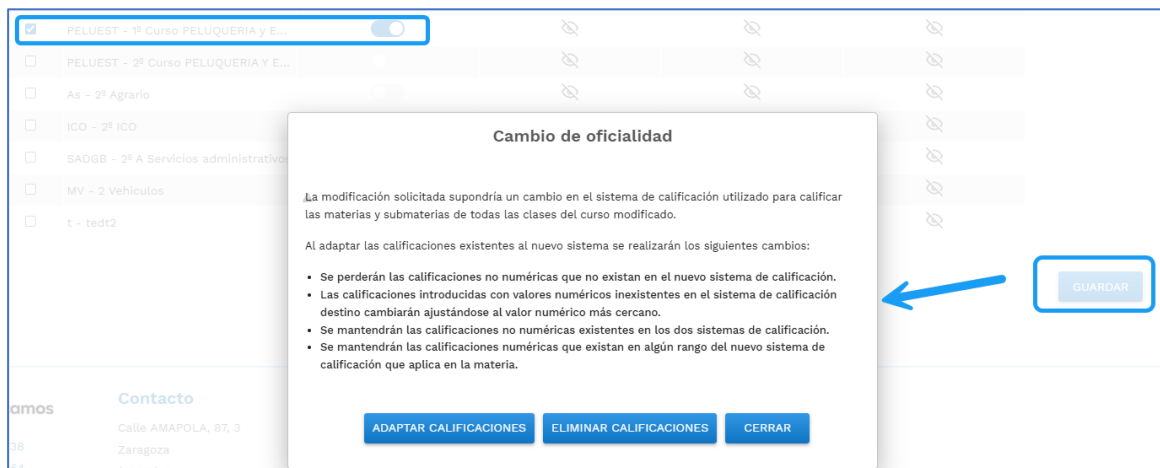 PELUEST - 1º Curso PELUQUERIA y E...
PELUEST - 2º Curso PELUQUERIA Y E...
As - 2º Agrario
ICO - 2º ICO
SADGB - 2º A Servicios administrativos
MV - 2 Vehiculos
t - tedt2
Cambio de oficialidad
La modificación solicitada supondría un cambio en el sistema de calificación utilizado para calificar
las materias y submaterias de todas las clases del curso modificado.
Al adaptar las calificaciones existentes al nuevo sistema se realizarán los siguientes cambios:
• Se perderán las calificaciones no numéricas que no existan en el nuevo sistema de calificación.
• Las calificaciones introducidas con valores numéricos inexistentes en el sistema de calificación
destino cambiarán ajustándose al valor numérico más cercano.
• Se mantendrán las calificaciones no numéricas existentes en los dos sistemas de calificación.
• Se mantendrán las calificaciones numéricas que existan en algún rango del nuevo sistema de
calificación que aplica en la materia.
GUARDAR
ADAPTAR CALIFICACIONES ELIMINAR CALIFICACIONES CERRAR
amos
Contacto
Calle AMAPOLA, 87, 3
Zaragoza